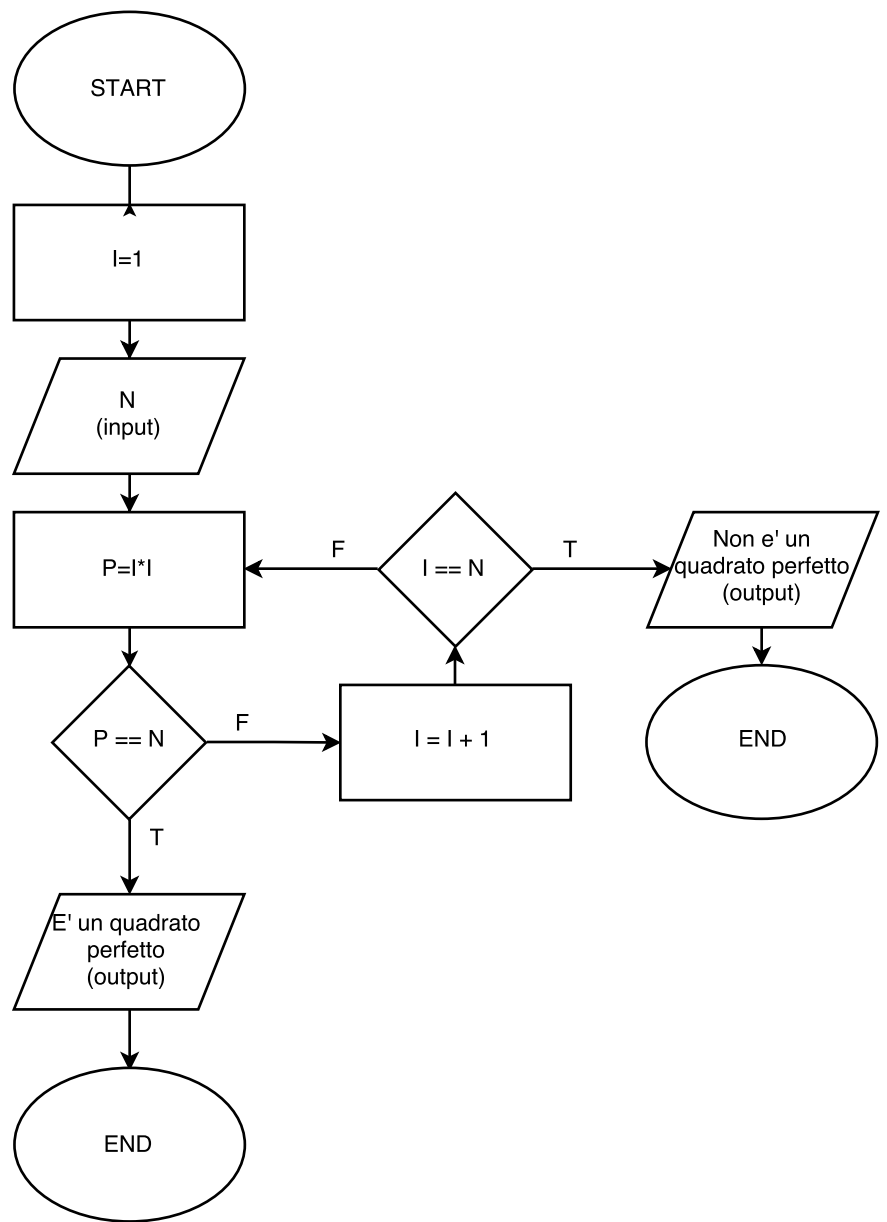 START
I=1
N
(input)
P=I*I
F
I == N
T
Non e' un
quadrato perfetto
(output)
P == N
F
I = I + 1
END
T
E' un quadrato
perfetto
(output)
END